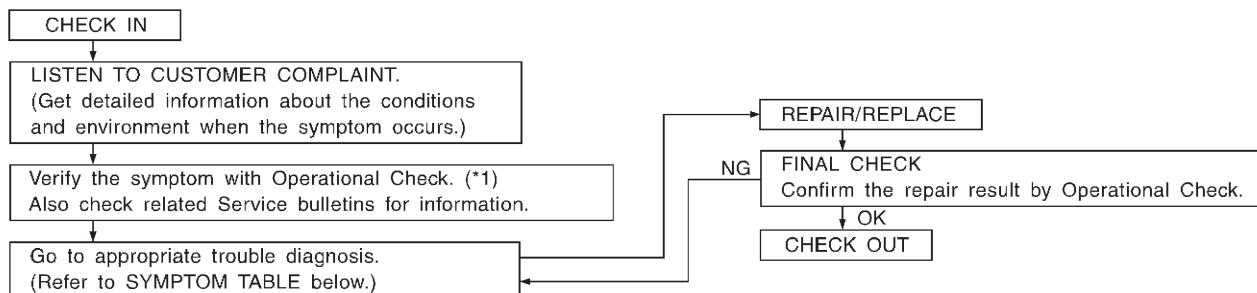 CHECK IN
LISTEN TO CUSTOMER COMPLAINT.
(Get detailed information about the conditions
and environment when the symptom occurs.)
Verify the symptom with Operational Check. (*1)
Also check related Service bulletins for information.
Go to appropriate trouble diagnosis.
(Refer to SYMPTOM TABLE below.)
REPAIR/REPLACE
NG
FINAL CHECK
Confirm the repair result by Operational Check.
OK
CHECK OUT